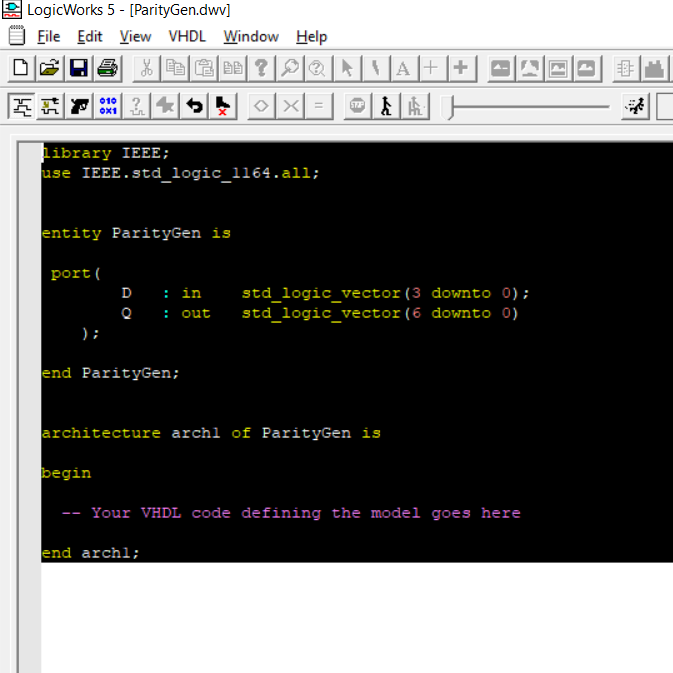 LogicWorks 5 - [ParityGen.dwv]
File Edit View VHDL Window Help
010
0X1
library IEEE;
use IEEE.std_logic_1164.all;
entity ParityGen is
port(
D : in std_logic_vector(3 downto 0);
Q : out std_logic_vector(6 downto 0)
);
end ParityGen;
architecture arch1 of ParityGen is
begin
-- Your VHDL code defining the model goes here
end arch1;